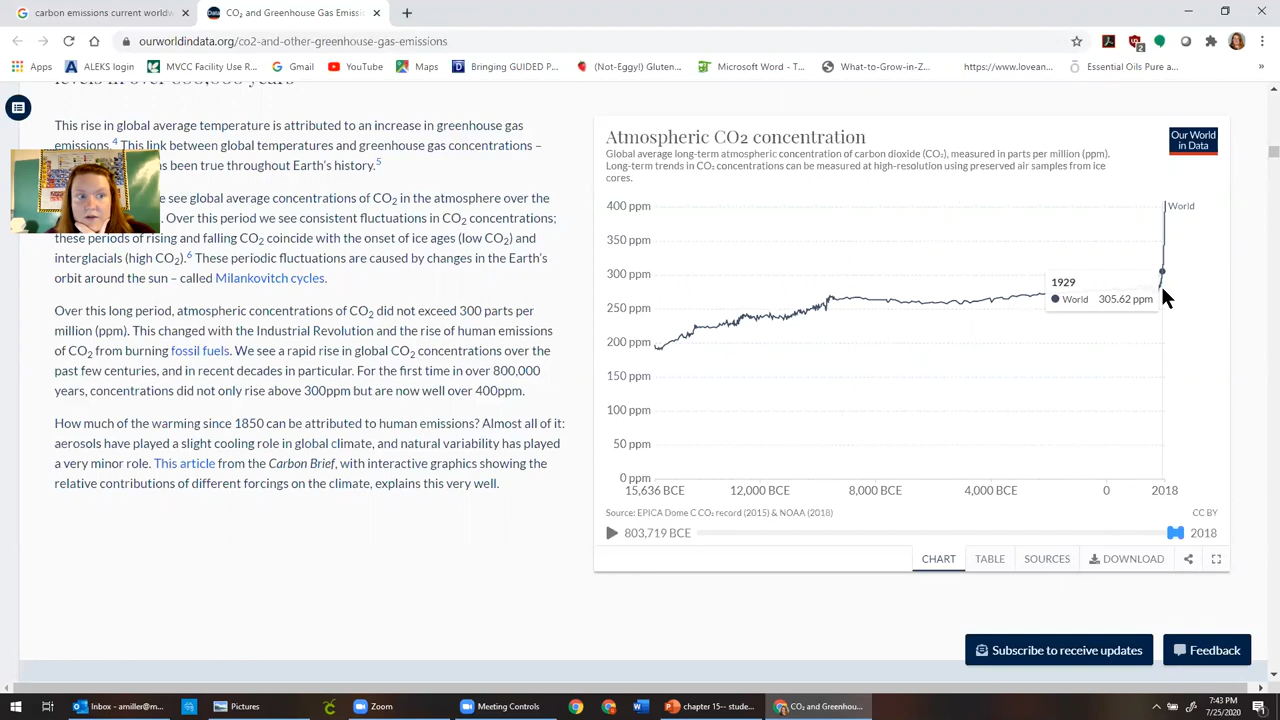 carbon emissions current worldw
CO₂ and Greenhouse Gas Emissi
ourworldindata.org/co2-and-other-greenhouse-gas-emissions
Apps
ALEKS login
MVCC Facility Use R...
Gmail
YouTube
Maps
Bringing GUIDED P...
(Not-Eggy!) Gluten...
Microsoft Word - T...
What-to-Grow-in-Z...
https://www.lovean...
Essential Oils Pure a...
»
This rise in global average temperature is attributed to an increase in greenhouse gas
emissions.⁴ This link between global temperatures and greenhouse gas concentrations –
s been true throughout Earth's history.⁵
e see global average concentrations of CO₂ in the atmosphere over the
. Over this period we see consistent fluctuations in CO₂ concentrations;
these periods of rising and falling CO₂ coincide with the onset of ice ages (low CO₂) and
interglacials (high CO₂).⁶ These periodic fluctuations are caused by changes in the Earth's
orbit around the sun – called Milankovitch cycles.
Over this long period, atmospheric concentrations of CO₂ did not exceed 300 parts per
million (ppm). This changed with the Industrial Revolution and the rise of human emissions
of CO₂ from burning fossil fuels. We see a rapid rise in global CO₂ concentrations over the
past few centuries, and in recent decades in particular. For the first time in over 800,000
years, concentrations did not only rise above 300ppm but are now well over 400ppm.
How much of the warming since 1850 can be attributed to human emissions? Almost all of it:
aerosols have played a slight cooling role in global climate, and natural variability has played
a very minor role. This article from the Carbon Brief, with interactive graphics showing the
relative contributions of different forcings on the climate, explains this very well.
Atmospheric CO2 concentration
Our World
in Data
Global average long-term atmospheric concentration of carbon dioxide (CO₂), measured in parts per million (ppm).
Long-term trends in CO₂ concentrations can be measured at high-resolution using preserved air samples from ice
cores.
400 ppm
World
350 ppm
300 ppm
1929
World 305.62 ppm
250 ppm
200 ppm
150 ppm
100 ppm
50 ppm
0 ppm
15,636 BCE 12,000 BCE 8,000 BCE 4,000 BCE 0 2018
Source: EPICA Dome C CO₂ record (2015) & NOAA (2018) CC BY
803,719 BCE 2018
CHART TABLE SOURCES DOWNLOAD
Subscribe to receive updates
Feedback
Inbox - amiller@m...
Pictures
Zoom
Meeting Controls
chapter 15-- stude...
CO₂ and Greenhou...
7:43 PM
7/25/2020